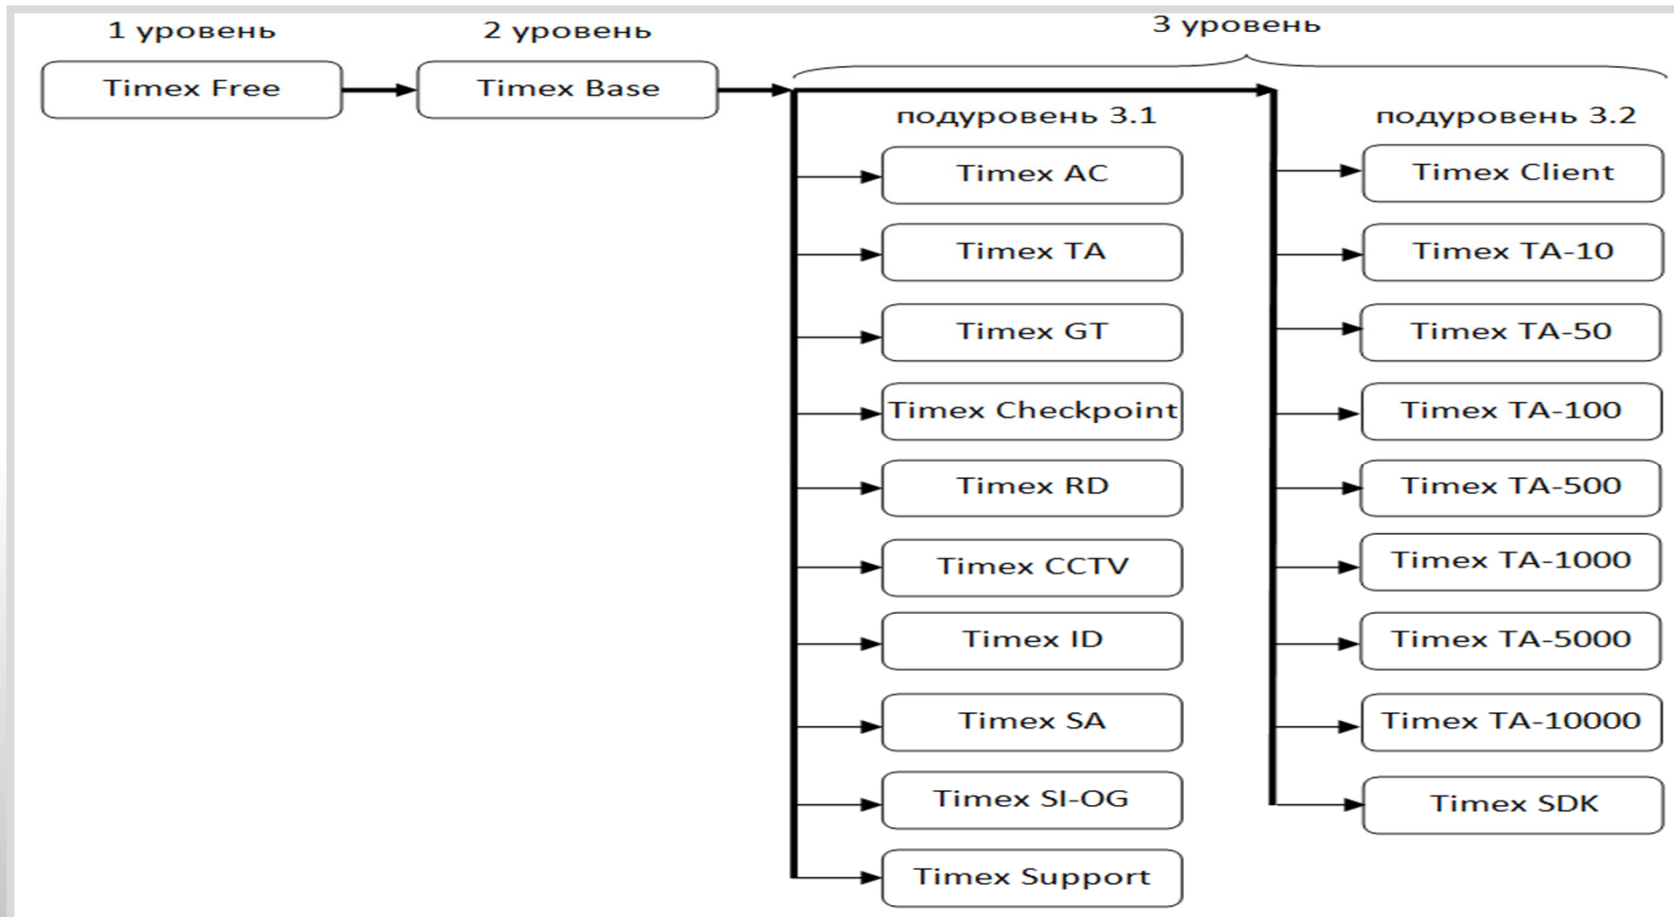 1 уровень
2 уровень
3 уровень
Timex Free
Timex Base
подуровень 3.1
Timex AC
Timex TA
Timex GT
Timex Checkpoint
Timex RD
Timex CCTV
Timex ID
Timex SA
Timex SI-OG
Timex Support
подуровень 3.2
Timex Client
Timex TA-10
Timex TA-50
Timex TA-100
Timex TA-500
Timex TA-1000
Timex TA-5000
Timex TA-10000
Timex SDK